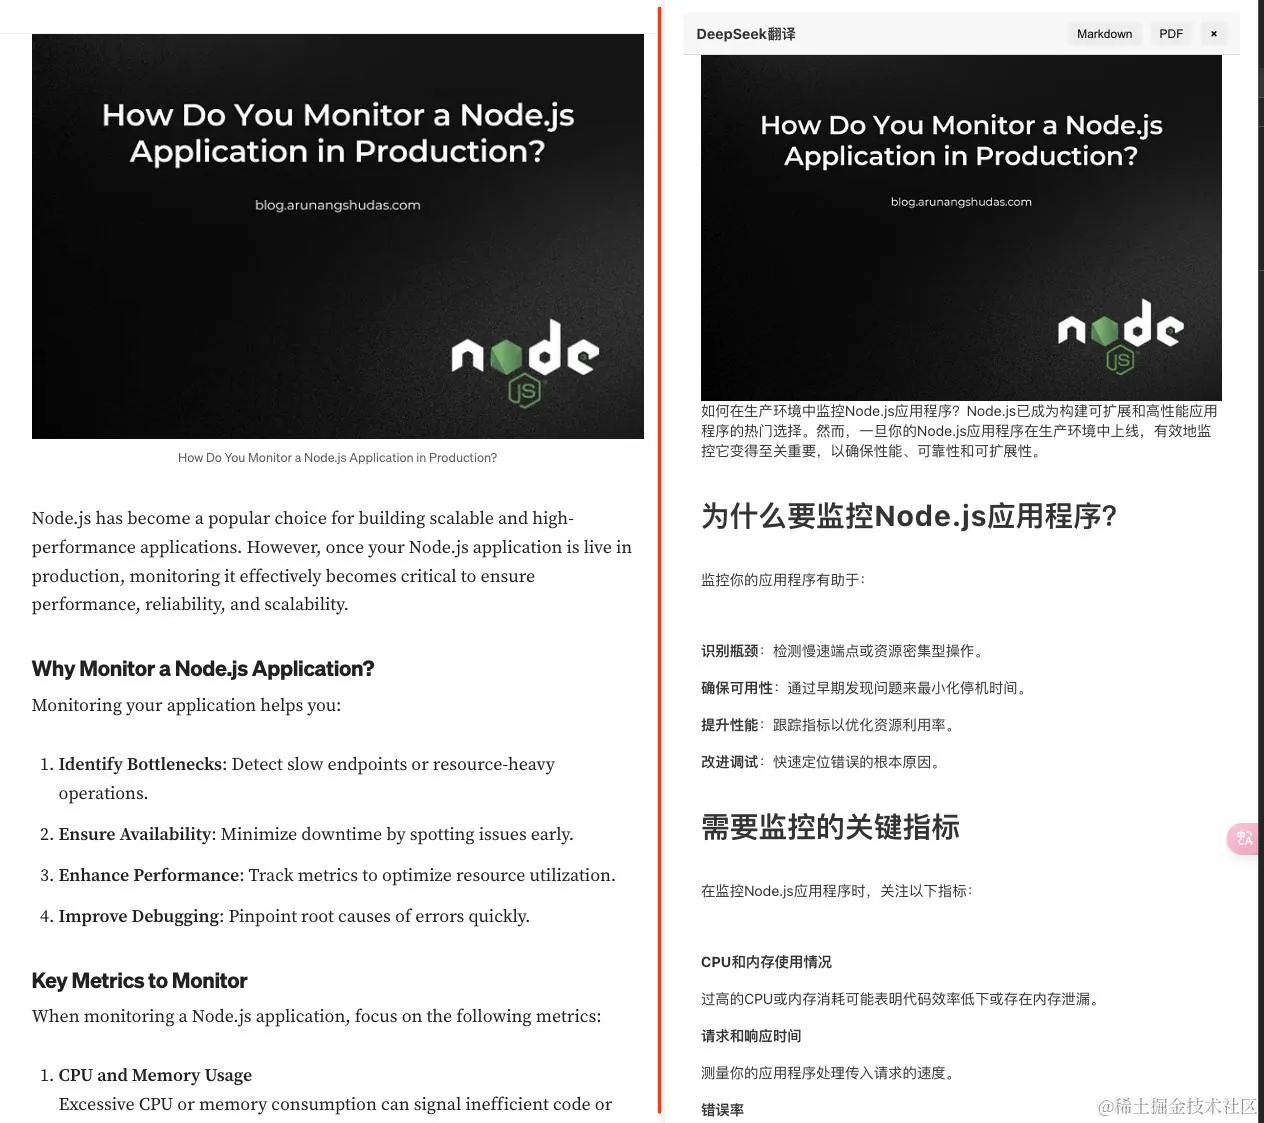 How Do You Monitor a Node.js
Application in Production?
blog.arunangshudas.com
node
JS
How Do You Monitor a Node.js Application in Production?
Node.js has become a popular choice for building scalable and high-
performance applications. However, once your Node.js application is live in
production, monitoring it effectively becomes critical to ensure
performance, reliability, and scalability.
Why Monitor a Node.js Application?
Monitoring your application helps you:
1. Identify Bottlenecks: Detect slow endpoints or resource-heavy
operations.
2. Ensure Availability: Minimize downtime by spotting issues early.
3. Enhance Performance: Track metrics to optimize resource utilization.
4. Improve Debugging: Pinpoint root causes of errors quickly.
Key Metrics to Monitor
When monitoring a Node.js application, focus on the following metrics:
1. CPU and Memory Usage
Excessive CPU or memory consumption can signal inefficient code or
DeepSeek翻译
Markdown
PDF
×
How Do You Monitor a Node.js
Application in Production?
blog.arunangshudas.com
node
JS
如何在生产环境中监控Node.js应用程序？Node.js已成为构建可扩展和高性能应用
程序的热门选择。然而，一旦你的Node.js应用程序在生产环境中上线，有效地监
控它变得至关重要，以确保性能、可靠性和可扩展性。
为什么要监控Node.js应用程序？
监控你的应用程序有助于：
识别瓶颈：检测慢速端点或资源密集型操作。
确保可用性：通过早期发现问题来最小化停机时间。
提升性能：跟踪指标以优化资源利用率。
改进调试：快速定位错误的根本原因。
需要监控的关键指标
在监控Node.js应用程序时，关注以下指标：
CPU和内存使用情况
过高的CPU或内存消耗可能表明代码效率低下或存在内存泄漏。
请求和响应时间
测量你的应用程序处理传入请求的速度。
错误率
@稀土掘金技术社区